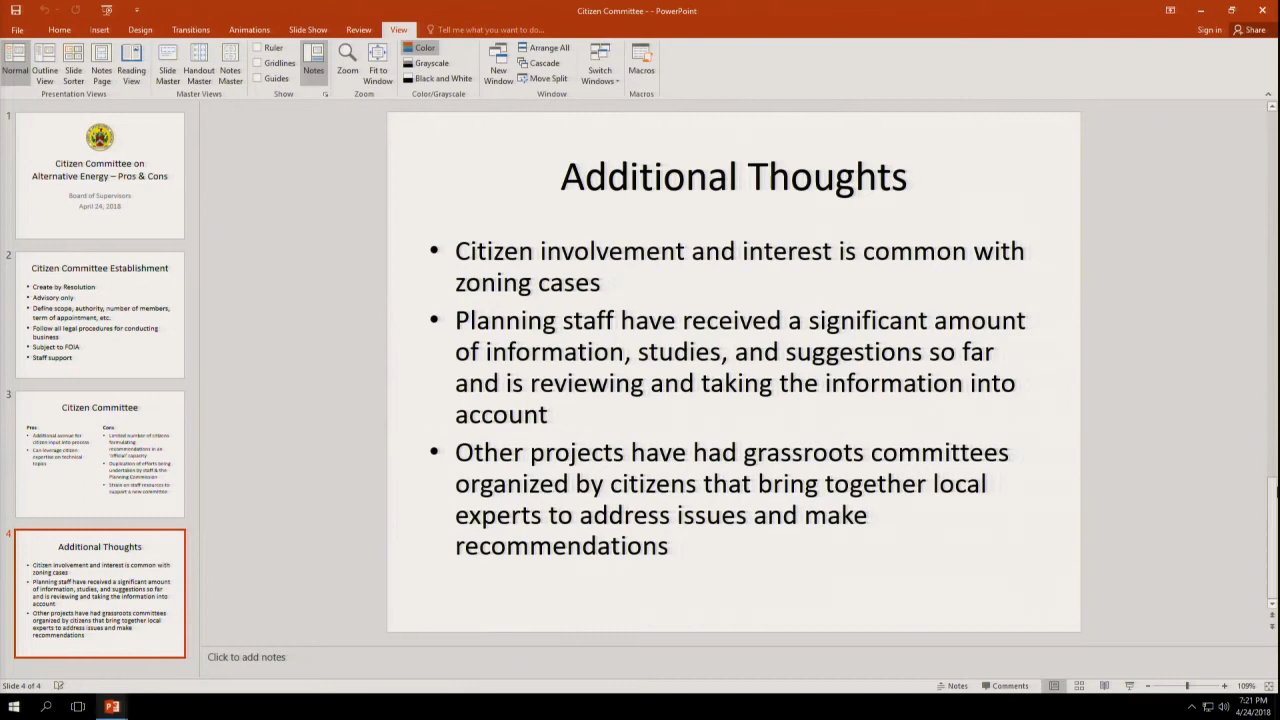 Citizen Committee - - PowerPoint
File Home Insert Design Transitions Animations Slide Show Review View Tell me what you want to do... Sign in Share
Normal Outline View Slide Sorter Notes Page Reading View
Presentation Views
Slide Master Handout Master Notes Master
Master Views
Ruler
Gridlines
Guides
Show
Notes
Zoom Fit to Window
Zoom
Color
Grayscale
Black and White
Color/Grayscale
New Window
Arrange All
Cascade
Move Split
Switch Windows
Window
Macros
Macros
1
Citizen Committee on
Alternative Energy – Pros & Cons
Board of Supervisors
April 24, 2018
2
Citizen Committee Establishment
• Create by Resolution
• Advisory only
• Define scope, authority, number of members,
term of appointment, etc.
• Follow all legal procedures for conducting
business
• Subject to FOIA
• Staff support
3
Citizen Committee
Pros:
• Additional avenue for
citizen input into process
• Can leverage citizen
expertise on technical
topics
Cons:
• Limited number of citizens
formulating
recommendations in an
"official" capacity
• Duplication of efforts being
undertaken by staff & the
Planning Commission
• Strain on staff resources to
support a new committee
4
Additional Thoughts
• Citizen involvement and interest is common with
zoning cases
• Planning staff have received a significant amount
of information, studies, and suggestions so far
and is reviewing and taking the information into
account
• Other projects have had grassroots committees
organized by citizens that bring together local
experts to address issues and make
recommendations
Additional Thoughts
• Citizen involvement and interest is common with
zoning cases
• Planning staff have received a significant amount
of information, studies, and suggestions so far
and is reviewing and taking the information into
account
• Other projects have had grassroots committees
organized by citizens that bring together local
experts to address issues and make
recommendations
Click to add notes
Slide 4 of 4 Notes Comments 109%
7:21 PM
4/24/2018